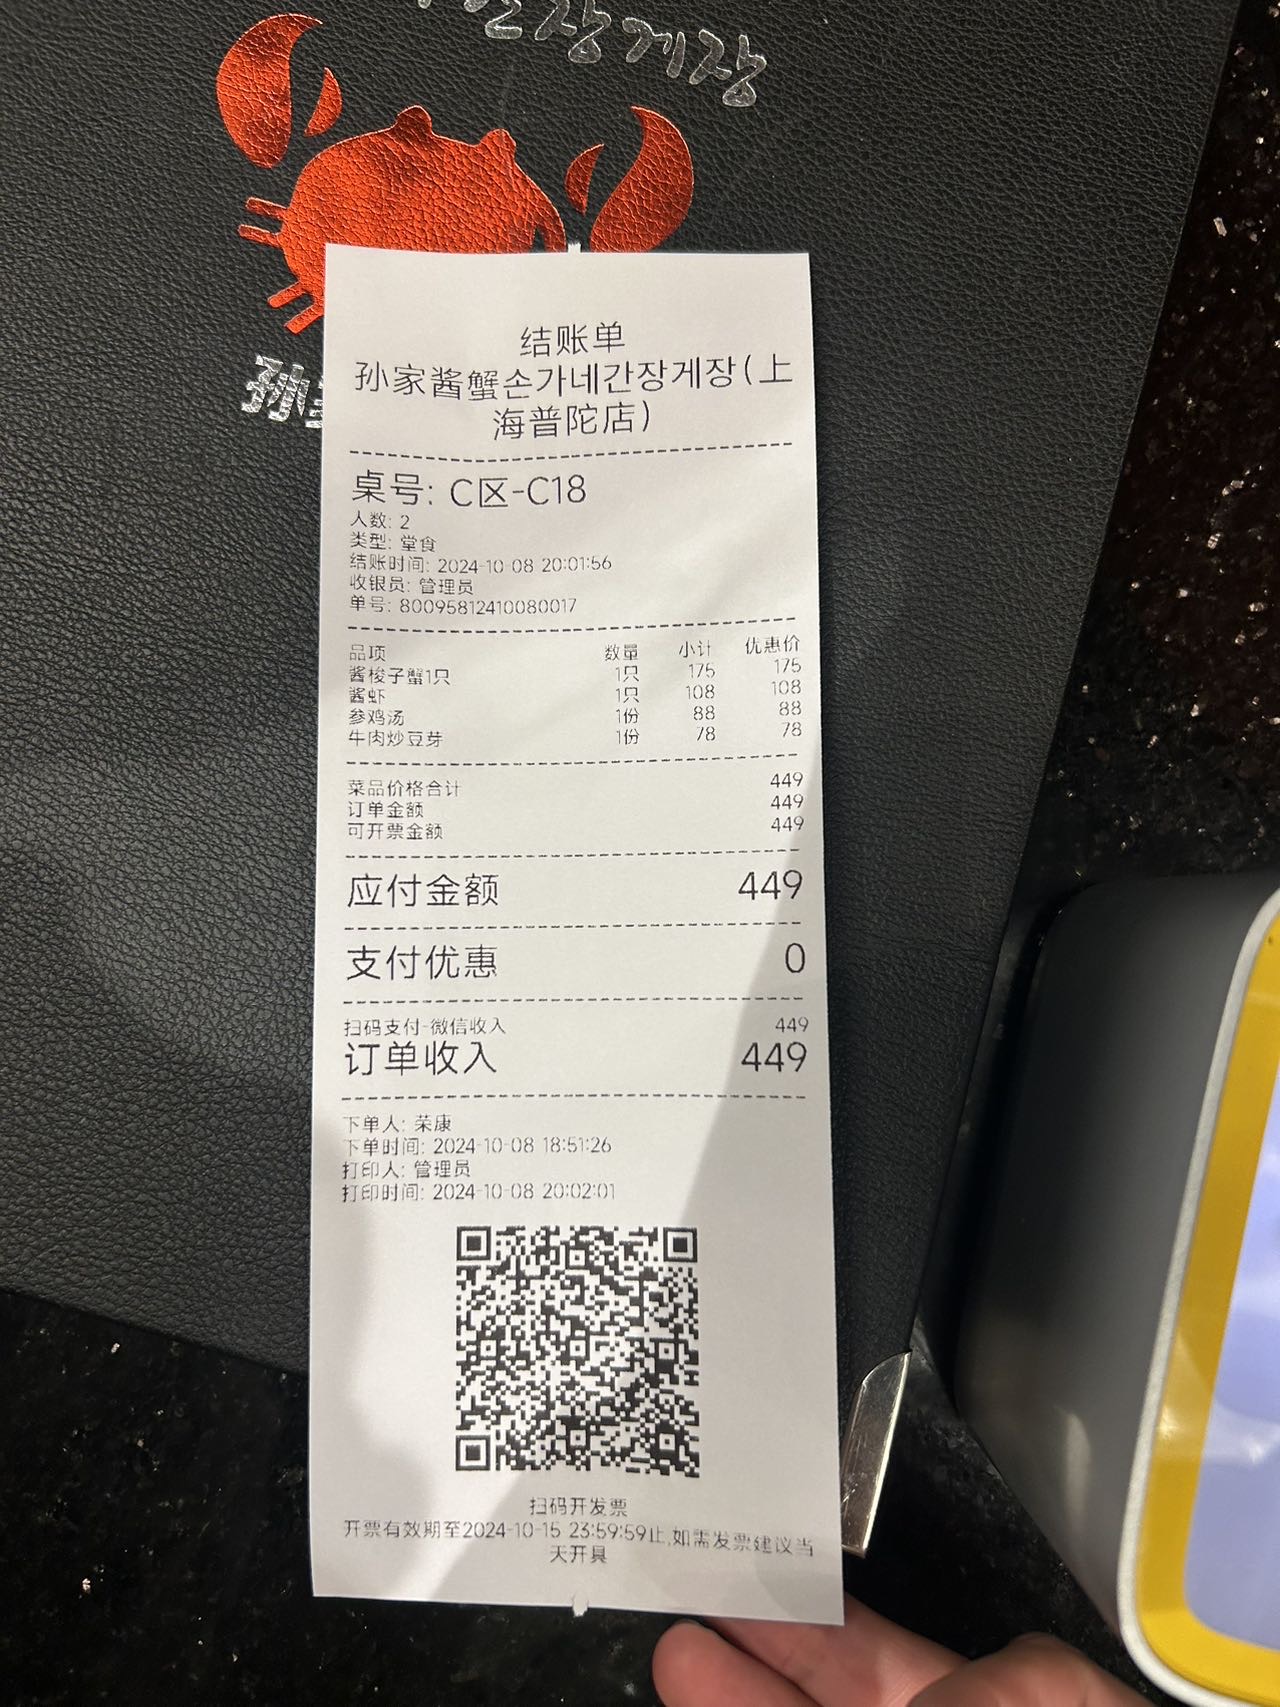 간장게장
孙
结账单
孙家酱蟹손가네간장게장(上
海普陀店)
桌号: C区-C18
人数: 2
类型: 堂食
结账时间: 2024-10-08 20:01:56
收银员: 管理员
单号: 80095812410080017
品项 数量 小计 优惠价
酱梭子蟹1只 1只 175 175
酱虾 1只 108 108
参鸡汤 1份 88 88
牛肉炒豆芽 1份 78 78
菜品价格合计 449
订单金额 449
可开票金额 449
应付金额 449
支付优惠 0
扫码支付-微信收入 449
订单收入 449
下单人: 荣康
下单时间: 2024-10-08 18:51:26
打印人: 管理员
打印时间: 2024-10-08 20:02:01
扫码开发票
开票有效期至2024-10-15 23:59:59止,如需发票建议当
天开具